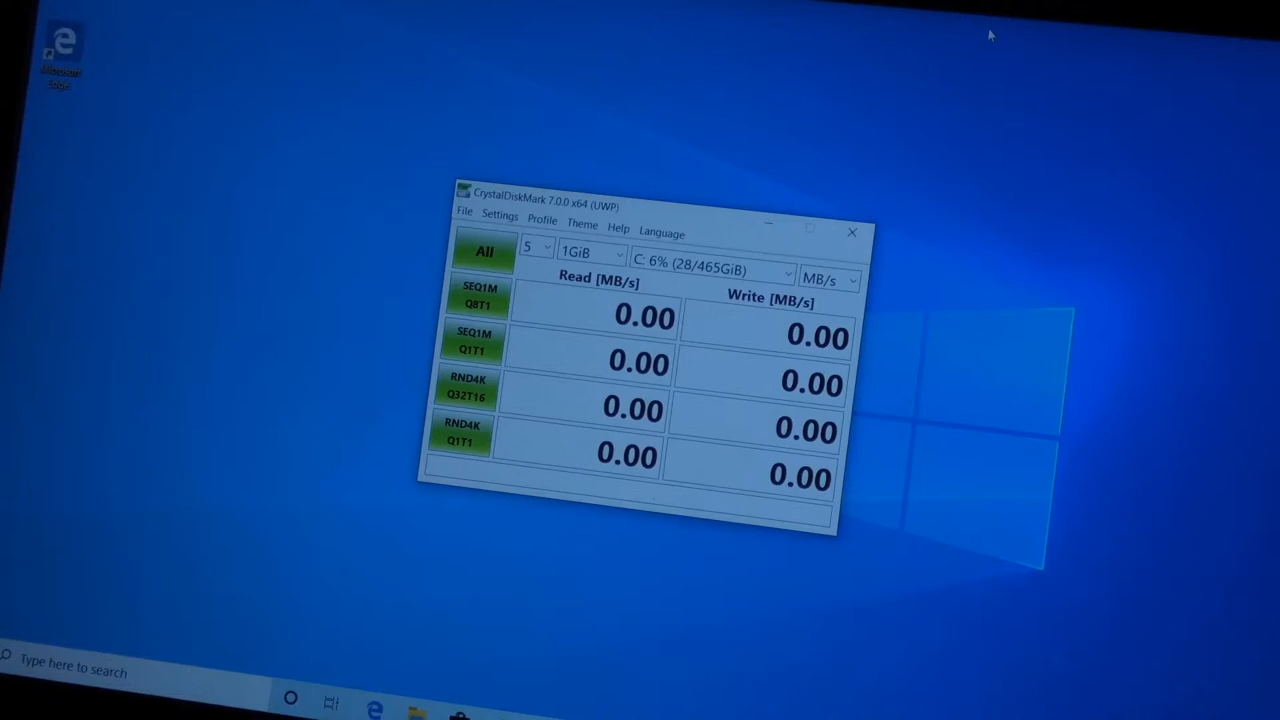 Microsoft
Edge
CrystalDiskMark 7.0.0 x64 (UWP)
File Settings Profile Theme Help Language
All 5 1GiB C: 6% (28/465GiB) MB/s
Read [MB/s] Write [MB/s]
SEQ1M
Q8T1
0.00 0.00
SEQ1M
Q1T1
0.00 0.00
RND4K
Q32T16
0.00 0.00
RND4K
Q1T1
0.00 0.00
Type here to search